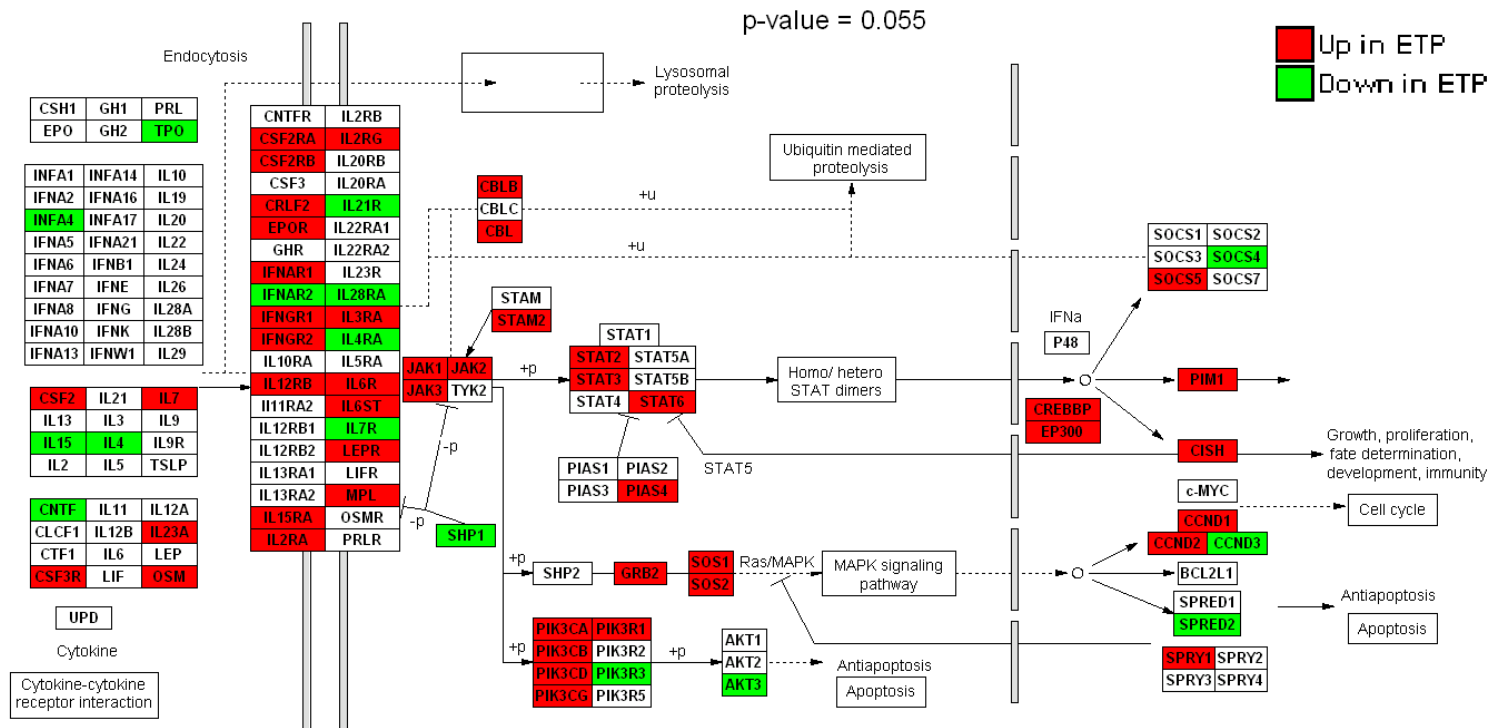 p-value = 0.055
Up in ETP
Down in ETP
Endocytosis
Lysosomal
proteolysis
CSH1 GH1 PRL
EPO GH2 TPO
INFA1 INFA14 IL10
IFNA2 IFNA16 IL19
INFA4 INFA17 IL20
IFNA5 IFNA21 IL22
IFNA6 IFNB1 IL24
IFNA7 IFNE IL26
IFNA8 IFNG IL28A
IFNA10 IFNK IL28B
IFNA13 IFNW1 IL29
CSF2 IL21 IL7
IL13 IL3 IL9
IL15 IL4 IL9R
IL2 IL5 TSLP
CNTF IL11 IL12A
CLCF1 IL12B IL23A
CTF1 IL6 LEP
CSF3R LIF OSM
UPD
Cytokine
Cytokine-cytokine
receptor interaction
CNTFR IL2RB
CSF2RA IL2RG
CSF2RB IL20RB
CSF3 IL20RA
CRLF2 IL21R
EPOR IL22RA1
GHR IL22RA2
IFNAR1 IL23R
IFNAR2 IL28RA
IFNGR1 IL3RA
IFNGR2 IL4RA
IL10RA IL5RA
IL12RB IL6R
Il11RA2 IL6ST
IL12RB1 IL7R
IL12RB2 LEPR
IL13RA1 LIFR
IL13RA2 MPL
IL15RA OSMR
IL2RA PRLR
CBLB
CBLC
CBL
+u
+u
Ubiquitin mediated
proteolysis
STAM
STAM2
JAK1 JAK2
JAK3 TYK2
+p
-p
-p
SHP1
STAT1
STAT2 STAT5A
STAT3 STAT5B
STAT4 STAT6
PIAS1 PIAS2
PIAS3 PIAS4
STAT5
Homo/ hetero
STAT dimers
+p
SHP2
GRB2
SOS1
SOS2
Ras/MAPK
MAPK signaling
pathway
+p
PIK3CA PIK3R1
PIK3CB PIK3R2
PIK3CD PIK3R3
PIK3CG PIK3R5
+p
AKT1
AKT2
AKT3
Antiapoptosis
Apoptosis
SOCS1 SOCS2
SOCS3 SOCS4
SOCS5 SOCS7
IFNa
P48
O
PIM1
CREBBP
EP300
CISH
Growth, proliferation,
fate determination,
development, immunity
c-MYC
CCND1
CCND2 CCND3
Cell cycle
O
BCL2L1
SPRED1
SPRED2
Antiapoptosis
Apoptosis
SPRY1 SPRY2
SPRY3 SPRY4